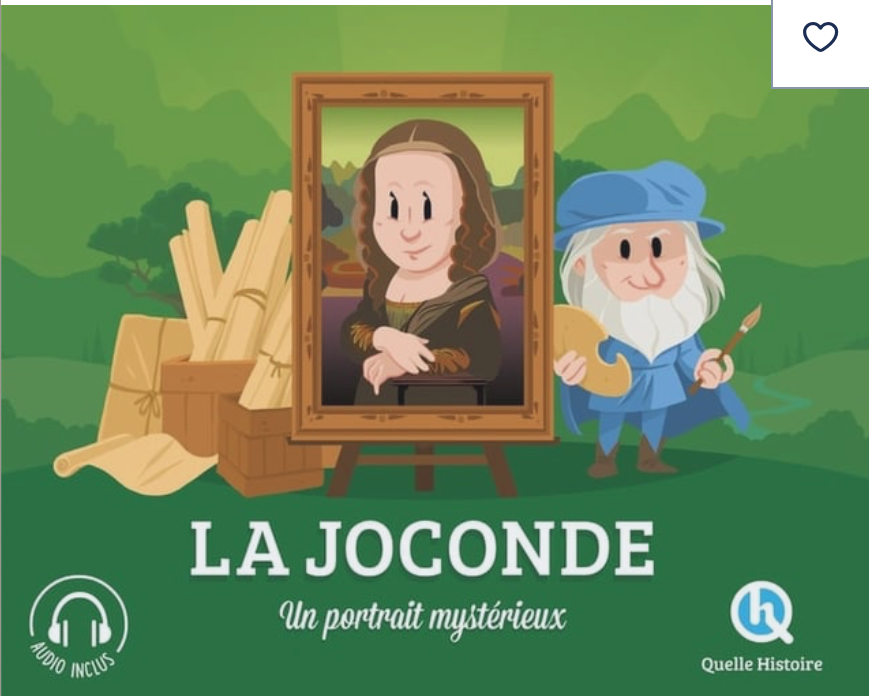 LA JOCONDE
Un portrait mystérieux
AUDIO INCLUS
Quelle Histoire